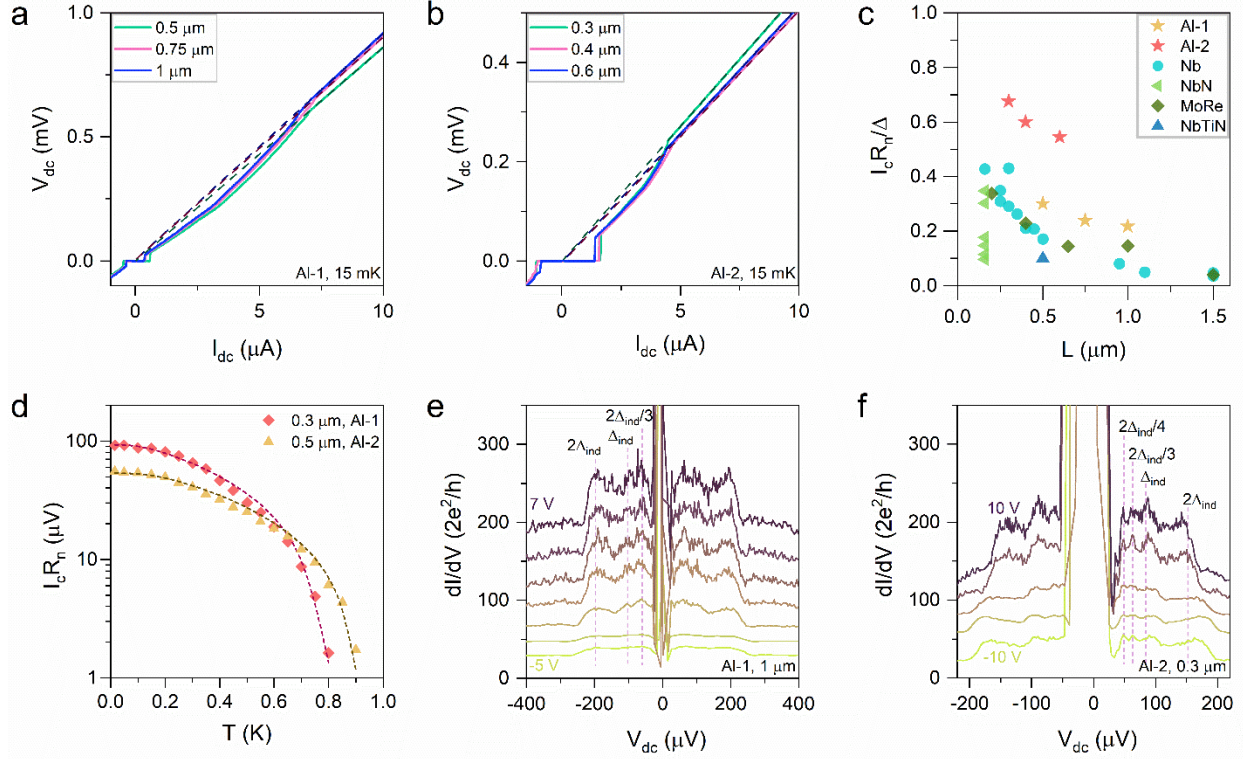 a
0.5 μm
0.75 μm
1 μm
1.0
0.8
0.5
0.3
0.0
V_dc (mV)
0
5
10
I_dc (μA)
Al-1, 15 mK
b
0.3 μm
0.4 μm
0.6 μm
0.4
0.2
0.0
V_dc (mV)
0
5
10
I_dc (μA)
Al-2, 15 mK
c
Al-1
Al-2
Nb
NbN
MoRe
NbTiN
1.0
0.8
0.6
0.4
0.2
0.0
I_cR_n/Δ
0.0
0.5
1.0
1.5
L (μm)
d
0.3 μm, Al-1
0.5 μm, Al-2
100
10
1
I_cR_n (μV)
0.0
0.2
0.4
0.6
0.8
1.0
T (K)
e
2Δ_ind/3
2Δ_ind
Δ_ind
7 V
-5 V
Al-1, 1 μm
300
200
100
0
dI/dV (2e²/h)
-400
-200
0
200
400
V_dc (μV)
f
2Δ_ind/4
2Δ_ind/3
Δ_ind
2Δ_ind
10 V
-10 V
Al-2, 0.3 μm
300
200
100
0
dI/dV (2e²/h)
-200
-100
0
100
200
V_dc (μV)